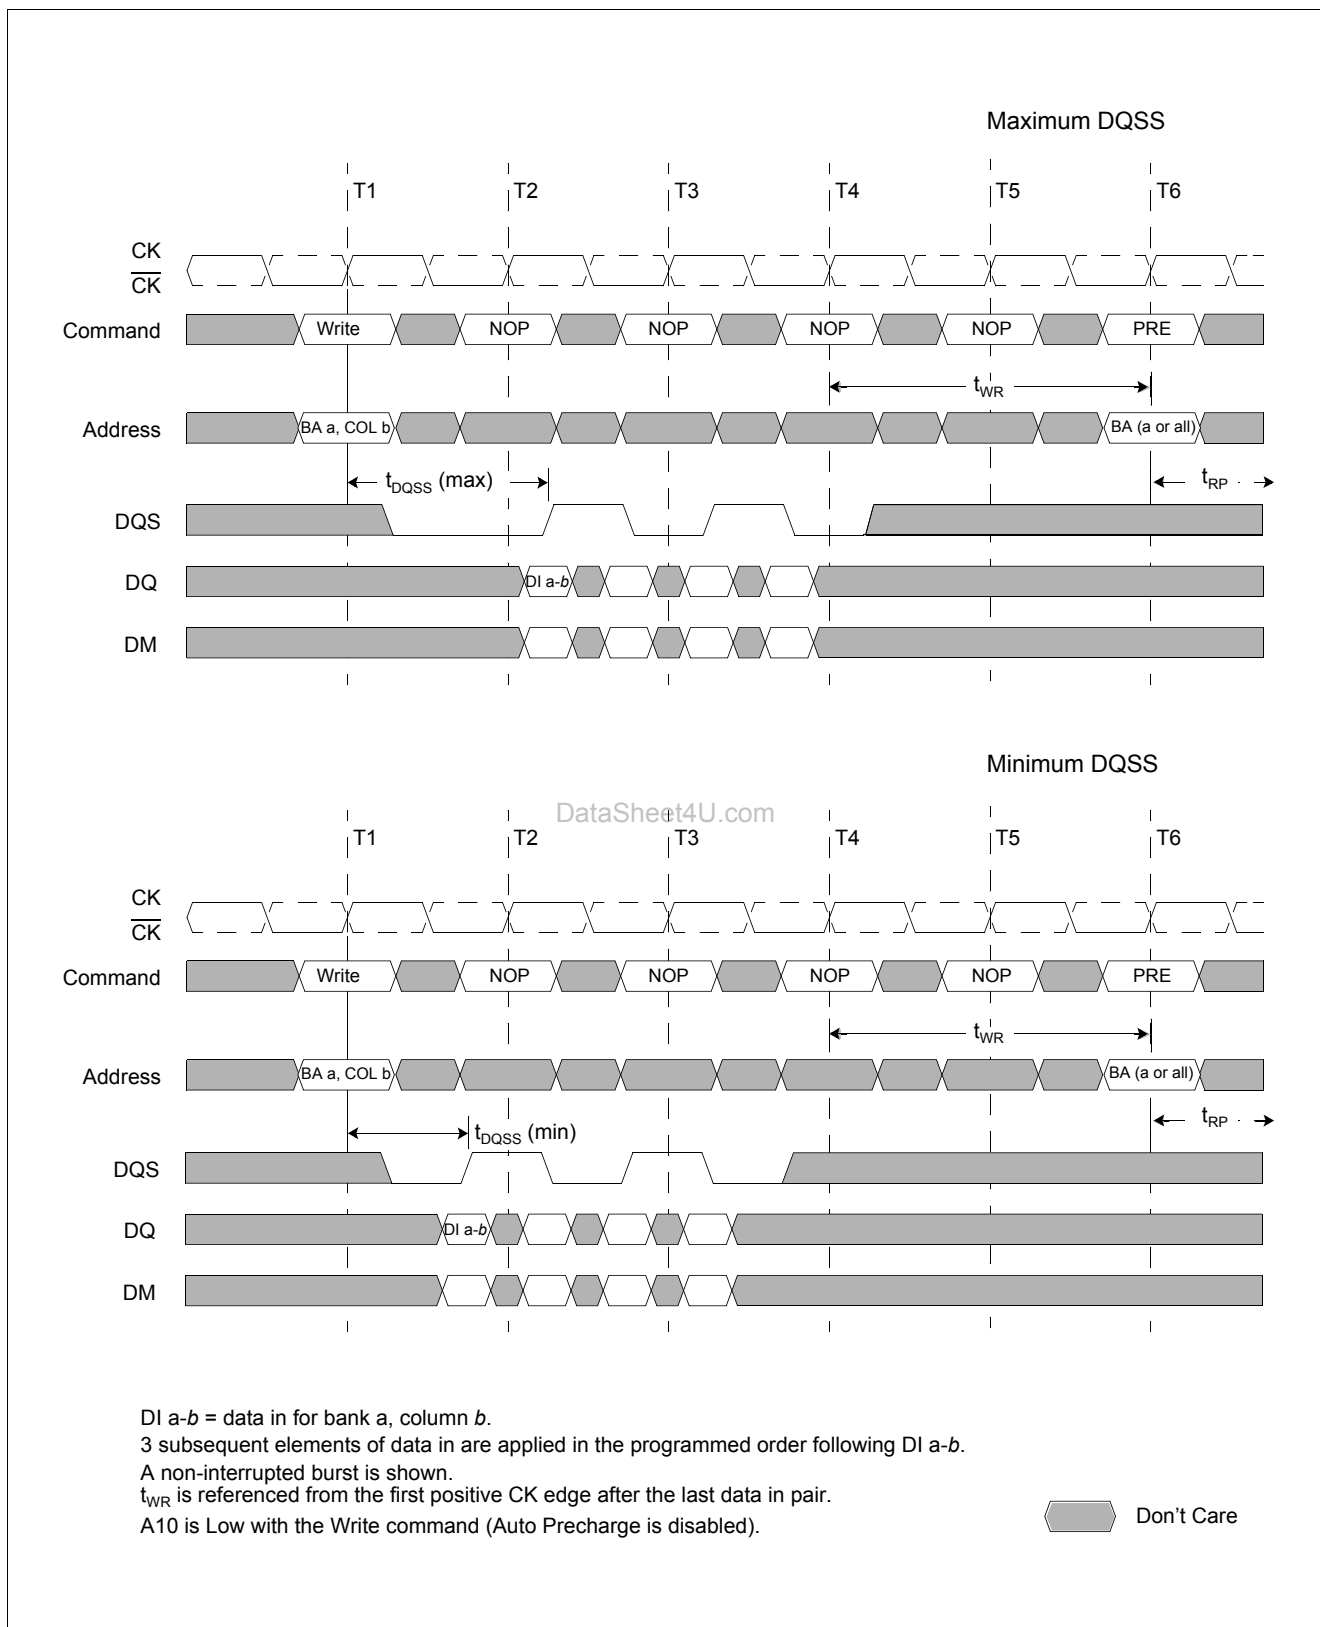 Maximum DQSS
T1 T2 T3 T4 T5 T6
CK
CK
Command Write NOP NOP NOP NOP PRE
tWR
Address BA a, COL b BA (a or all)
tDQSS (max) tRP
DQS
DQ DI a-b
DM
Minimum DQSS
DataSheet4U.com
T1 T2 T3 T4 T5 T6
CK
CK
Command Write NOP NOP NOP NOP PRE
tWR
Address BA a, COL b BA (a or all)
tDQSS (min) tRP
DQS
DQ DI a-b
DM
DI a-b = data in for bank a, column b.
3 subsequent elements of data in are applied in the programmed order following DI a-b.
A non-interrupted burst is shown.
tWR is referenced from the first positive CK edge after the last data in pair.
A10 is Low with the Write command (Auto Precharge is disabled).
Don't Care